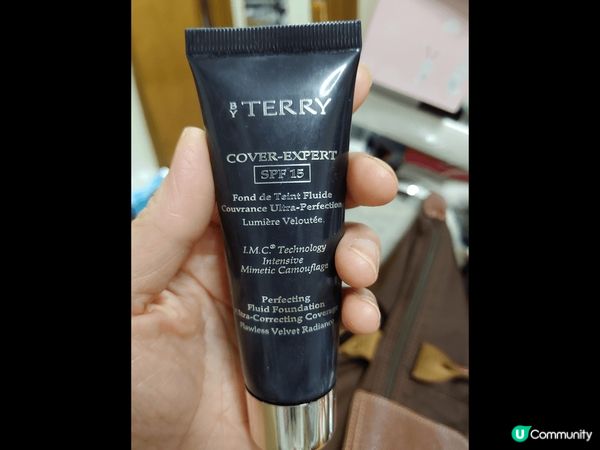 BY TERRY
COVER-EXPERT
SPF 15
Fond de Teint Fluide
Couvrance Ultra-Perfection
Lumière Veloutée
I.M.C.® Technology
Intensive
Mimetic Camouflage
Perfecting
Fluid Foundation
Ultra-Correcting Coverage
Flawless Velvet Radiance
U Community